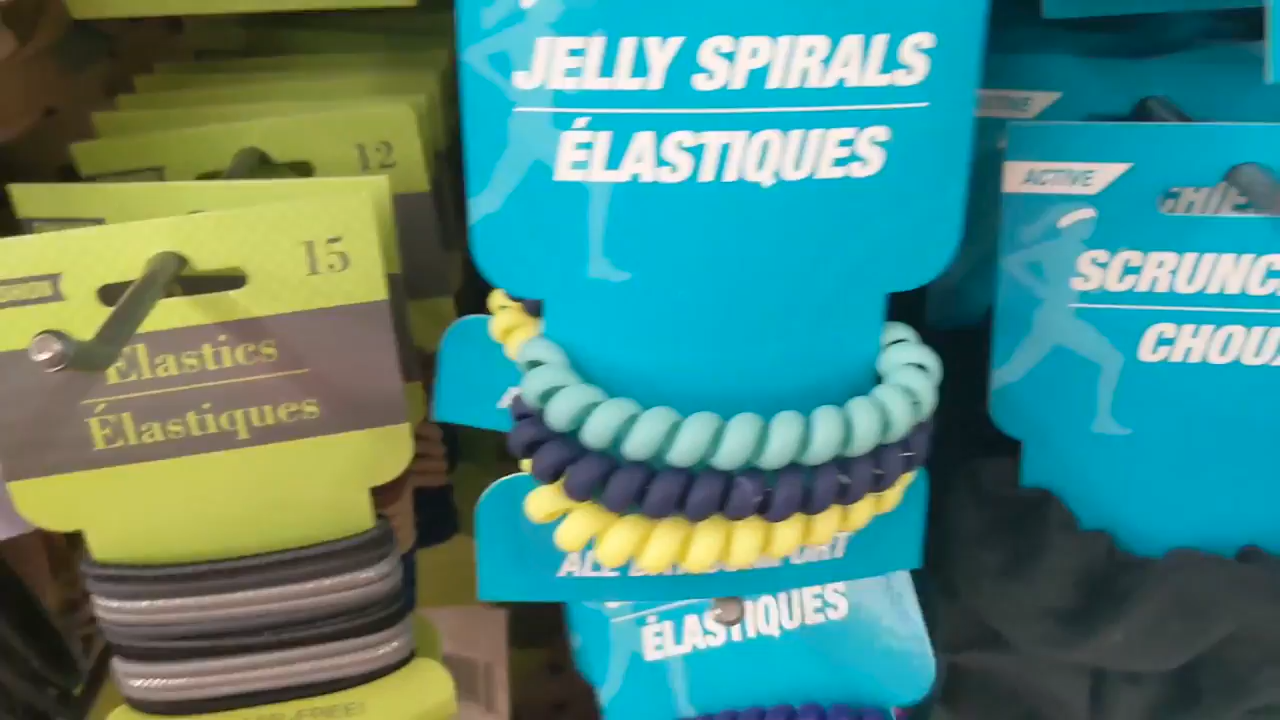 JELLY SPIRALS
ÉLASTIQUES
12
15
Elastics
Élastiques
ACTIVE
SCRUNC
CHOU
ÉLASTIQUES